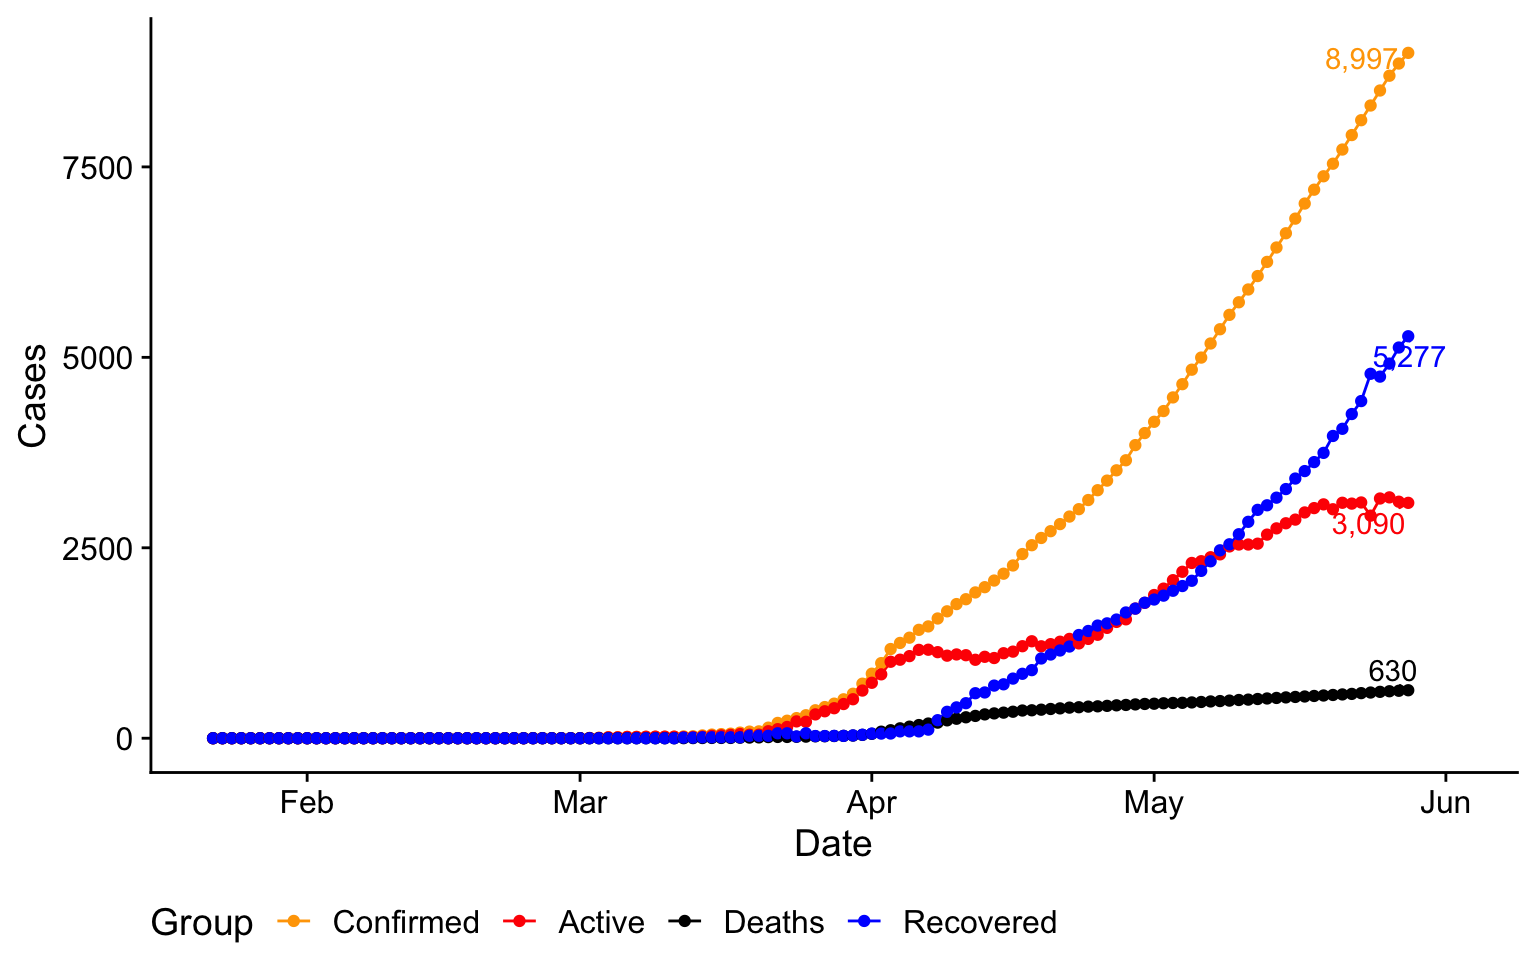 8,997
7500
5000
5,277
3,090
2500
630
0
Cases
Feb Mar Apr May Jun
Date
Group Confirmed Active Deaths Recovered